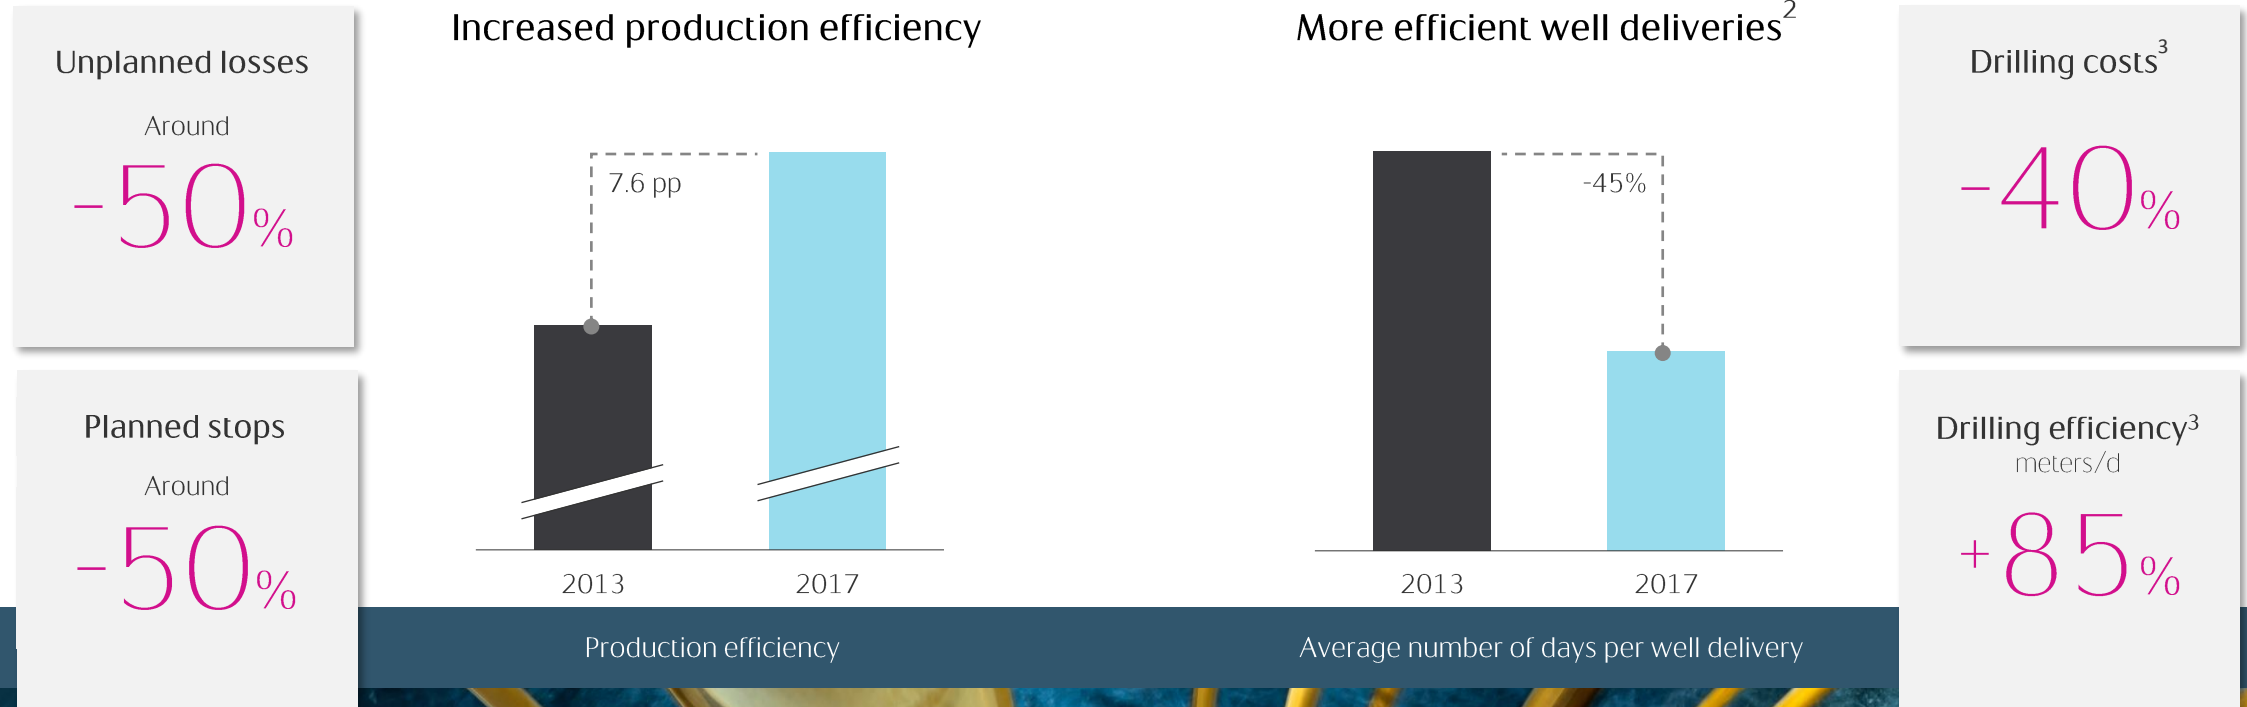 Unplanned losses
Around
-50%
Planned stops
Around
-50%
Increased production efficiency
7.6 pp
2013 2017
Production efficiency
More efficient well deliveries²
-45%
2013 2017
Average number of days per well delivery
Drilling costs³
-40%
Drilling efficiency³
meters/d
+85%